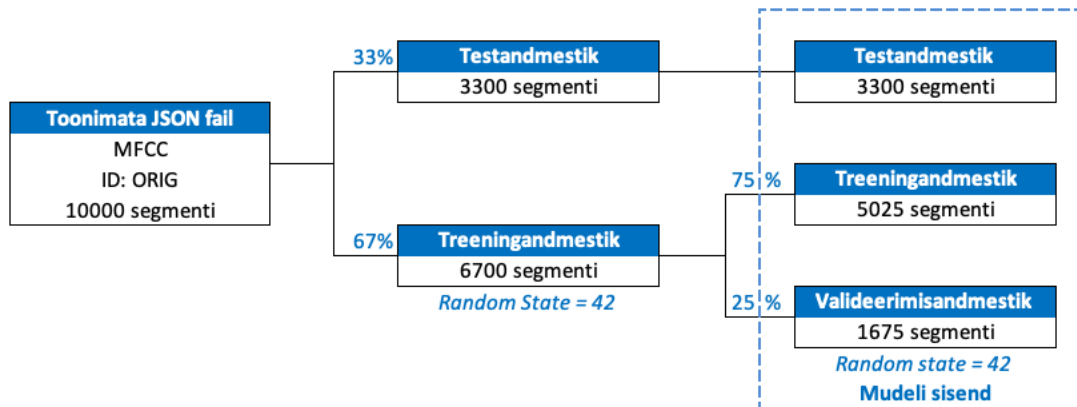 Toonimata JSON fail
MFCC
ID: ORIG
10000 segmenti
33%
Testandmestik
3300 segmenti
67%
Treeningandmestik
6700 segmenti
Random State = 42
Testandmestik
3300 segmenti
75 %
Treeningandmestik
5025 segmenti
25 %
Valideerimisandmestik
1675 segmenti
Random state = 42
Mudeli sisend